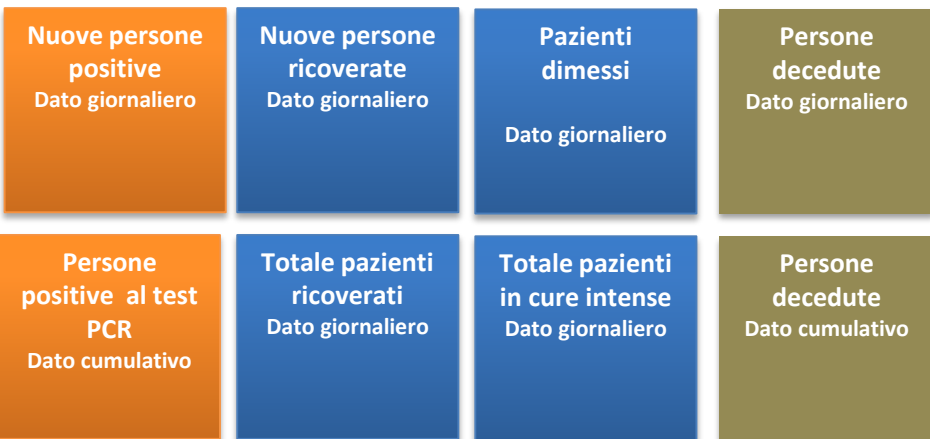 Nuove persone
positive
Dato giornaliero
Nuove persone
ricoverate
Dato giornaliero
Pazienti
dimessi
Dato giornaliero
Persone
decedute
Dato giornaliero
Persone
positive al test
PCR
Dato cumulativo
Totale pazienti
ricoverati
Dato giornaliero
Totale pazienti
in cure intense
Dato giornaliero
Persone
decedute
Dato cumulativo